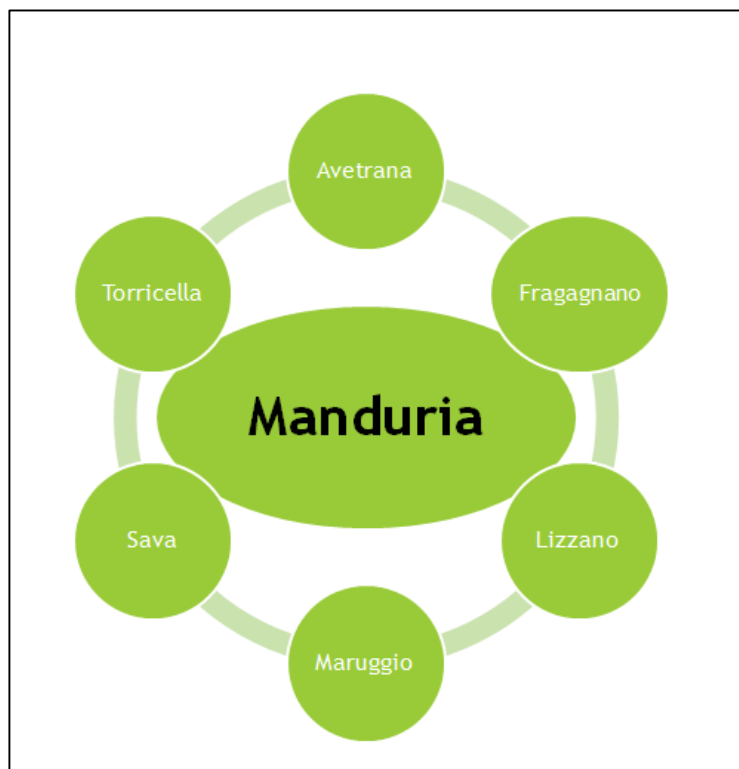 Avetrana
Torricella
Fragagnano
Manduria
Sava
Lizzano
Maruggio